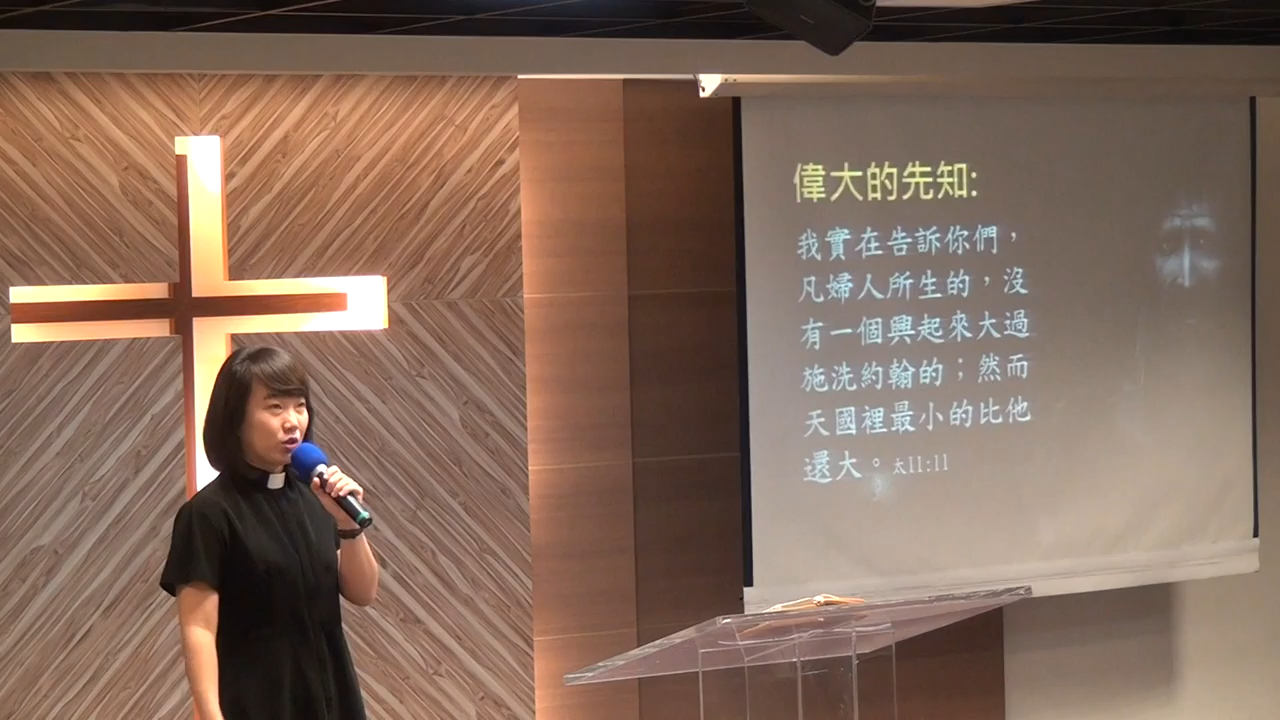 偉大的先知:
我實在告訴你們，
凡婦人所生的，沒
有一個興起來大過
施洗約翰的；然而
天國裡最小的比他
還大。太11:11